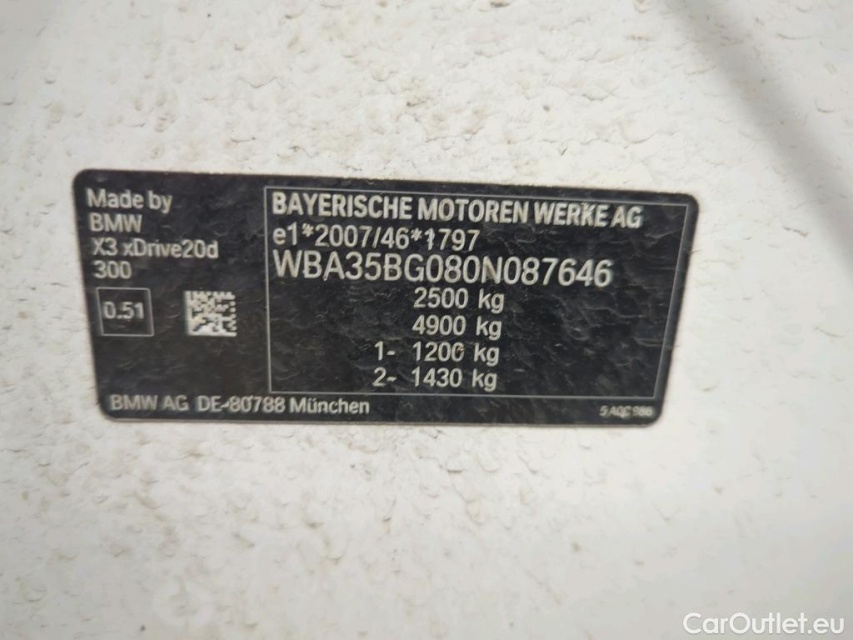 Made by
BMW
X3 xDrive20d
300
0.51
BAYERISCHE MOTOREN WERKE AG
e1*2007/46*1797
WBA35BG080N087646
2500 kg
4900 kg
1- 1200 kg
2- 1430 kg
BMW AG DE-80788 München
CarOutlet.eu